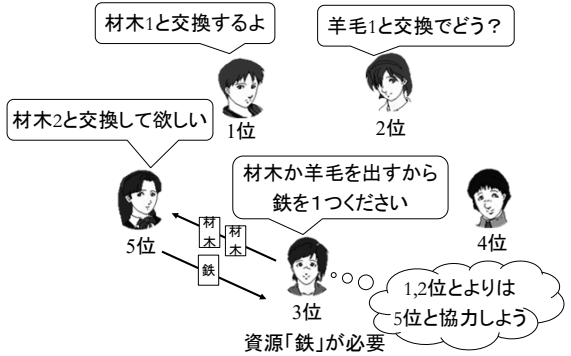 材木1と交換するよ
羊毛1と交換でどう？
1位
2位
材木2と交換して欲しい
材木か羊毛を出すから
鉄を１つください
5位
4位
材木
材木
鉄
3位
資源「鉄」が必要
1,2位とよりは
5位と協力しよう